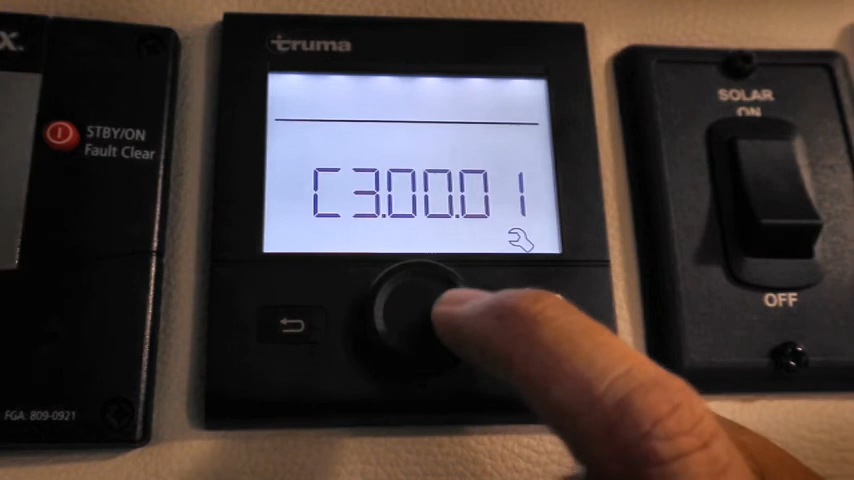 x.
STBY/ON
Fault Clear
FGA: 809-0921
truma
C3.00.01
SOLAR
ON
OFF